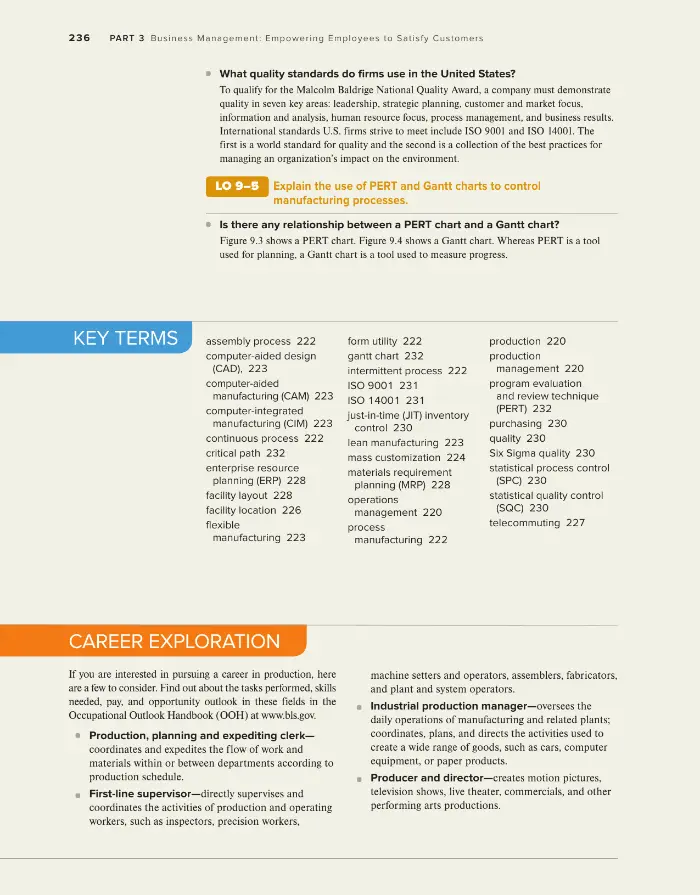 236 PART 3 Business Management: Empowering Employees to Satisfy Customers
What quality standards do firms use in the United States?
To qualify for the Malcolm Baldrige National Quality Award, a company must demonstrate
quality in seven key areas: leadership, strategic planning, customer and market focus,
information and analysis, human resource focus, process management, and business results.
International standards U.S. firms strive to meet include ISO 9001 and ISO 14001. The
first is a world standard for quality and the second is a collection of the best practices for
managing an organization's impact on the environment.
LO 9–5 Explain the use of PERT and Gantt charts to control
manufacturing processes.
Is there any relationship between a PERT chart and a Gantt chart?
Figure 9.3 shows a PERT chart. Figure 9.4 shows a Gantt chart. Whereas PERT is a tool
used for planning, a Gantt chart is a tool used to measure progress.
KEY TERMS
assembly process 222
computer-aided design
(CAD), 223
computer-aided
manufacturing (CAM) 223
computer-integrated
manufacturing (CIM) 223
continuous process 222
critical path 232
enterprise resource
planning (ERP) 228
facility layout 228
facility location 226
flexible
manufacturing 223
form utility 222
gantt chart 232
intermittent process 222
ISO 9001 231
ISO 14001 231
just-in-time (JIT) inventory
control 230
lean manufacturing 223
mass customization 224
materials requirement
planning (MRP) 228
operations
management 220
process
manufacturing 222
production 220
production
management 220
program evaluation
and review technique
(PERT) 232
purchasing 230
quality 230
Six Sigma quality 230
statistical process control
(SPC) 230
statistical quality control
(SQC) 230
telecommuting 227
CAREER EXPLORATION
If you are interested in pursuing a career in production, here
are a few to consider. Find out about the tasks performed, skills
needed, pay, and opportunity outlook in these fields in the
Occupational Outlook Handbook (OOH) at www.bls.gov.
Production, planning and expediting clerk—
coordinates and expedites the flow of work and
materials within or between departments according to
production schedule.
First-line supervisor—directly supervises and
coordinates the activities of production and operating
workers, such as inspectors, precision workers,
machine setters and operators, assemblers, fabricators,
and plant and system operators.
Industrial production manager—oversees the
daily operations of manufacturing and related plants;
coordinates, plans, and directs the activities used to
create a wide range of goods, such as cars, computer
equipment, or paper products.
Producer and director—creates motion pictures,
television shows, live theater, commercials, and other
performing arts productions.